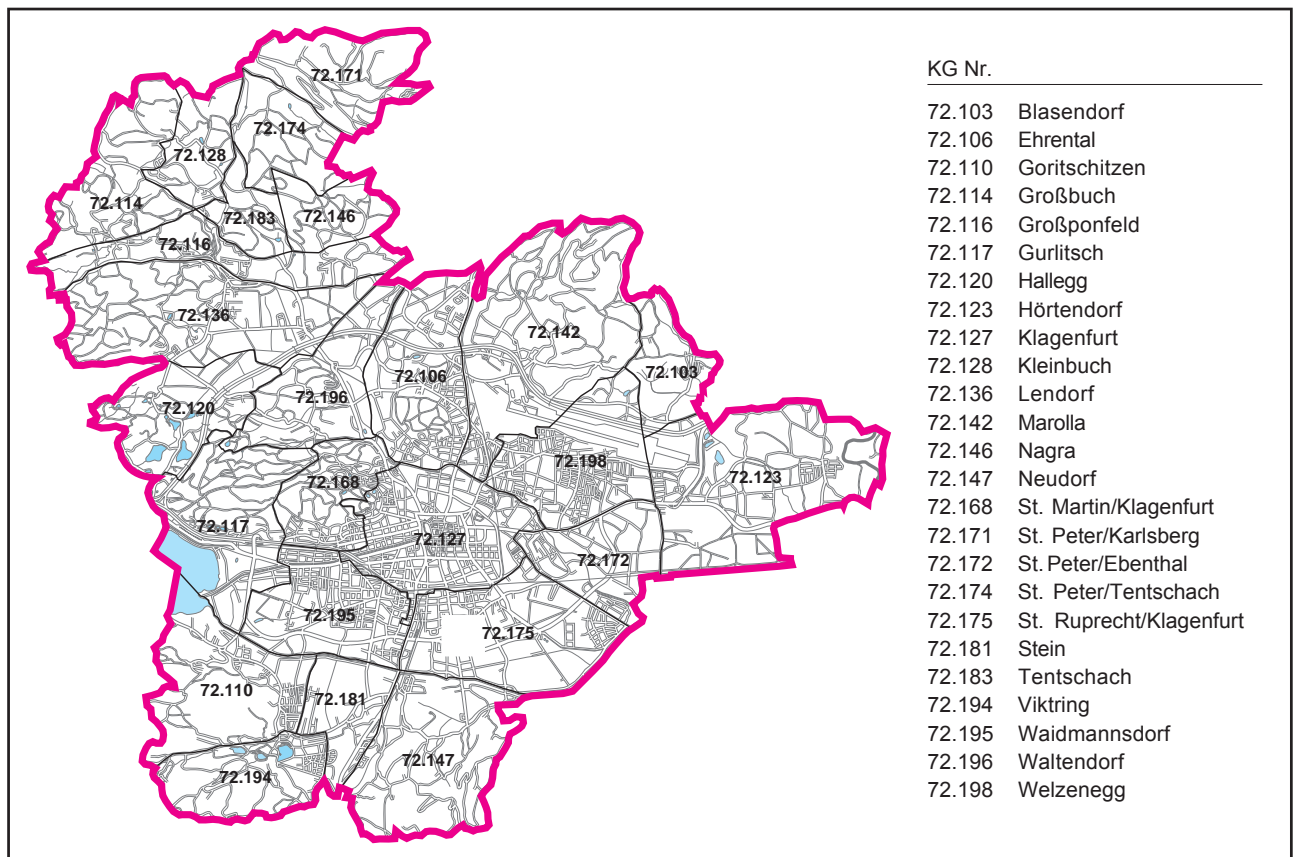 72.171
72.174
72.128
72.114
72.183
72.146
72.116
72.136
72.142
72.106
72.103
72.196
72.120
72.198
72.168
72.123
72.117
72.127
72.172
72.195
72.175
72.110
72.181
72.147
72.194
KG Nr.
72.103 Blasendorf
72.106 Ehrental
72.110 Goritschitzen
72.114 Großbuch
72.116 Großponfeld
72.117 Gurlitsch
72.120 Hallegg
72.123 Hörtendorf
72.127 Klagenfurt
72.128 Kleinbuch
72.136 Lendorf
72.142 Marolla
72.146 Nagra
72.147 Neudorf
72.168 St. Martin/Klagenfurt
72.171 St. Peter/Karlsberg
72.172 St. Peter/Ebenthal
72.174 St. Peter/Tentschach
72.175 St. Ruprecht/Klagenfurt
72.181 Stein
72.183 Tentschach
72.194 Viktring
72.195 Waidmannsdorf
72.196 Waltendorf
72.198 Welzenegg